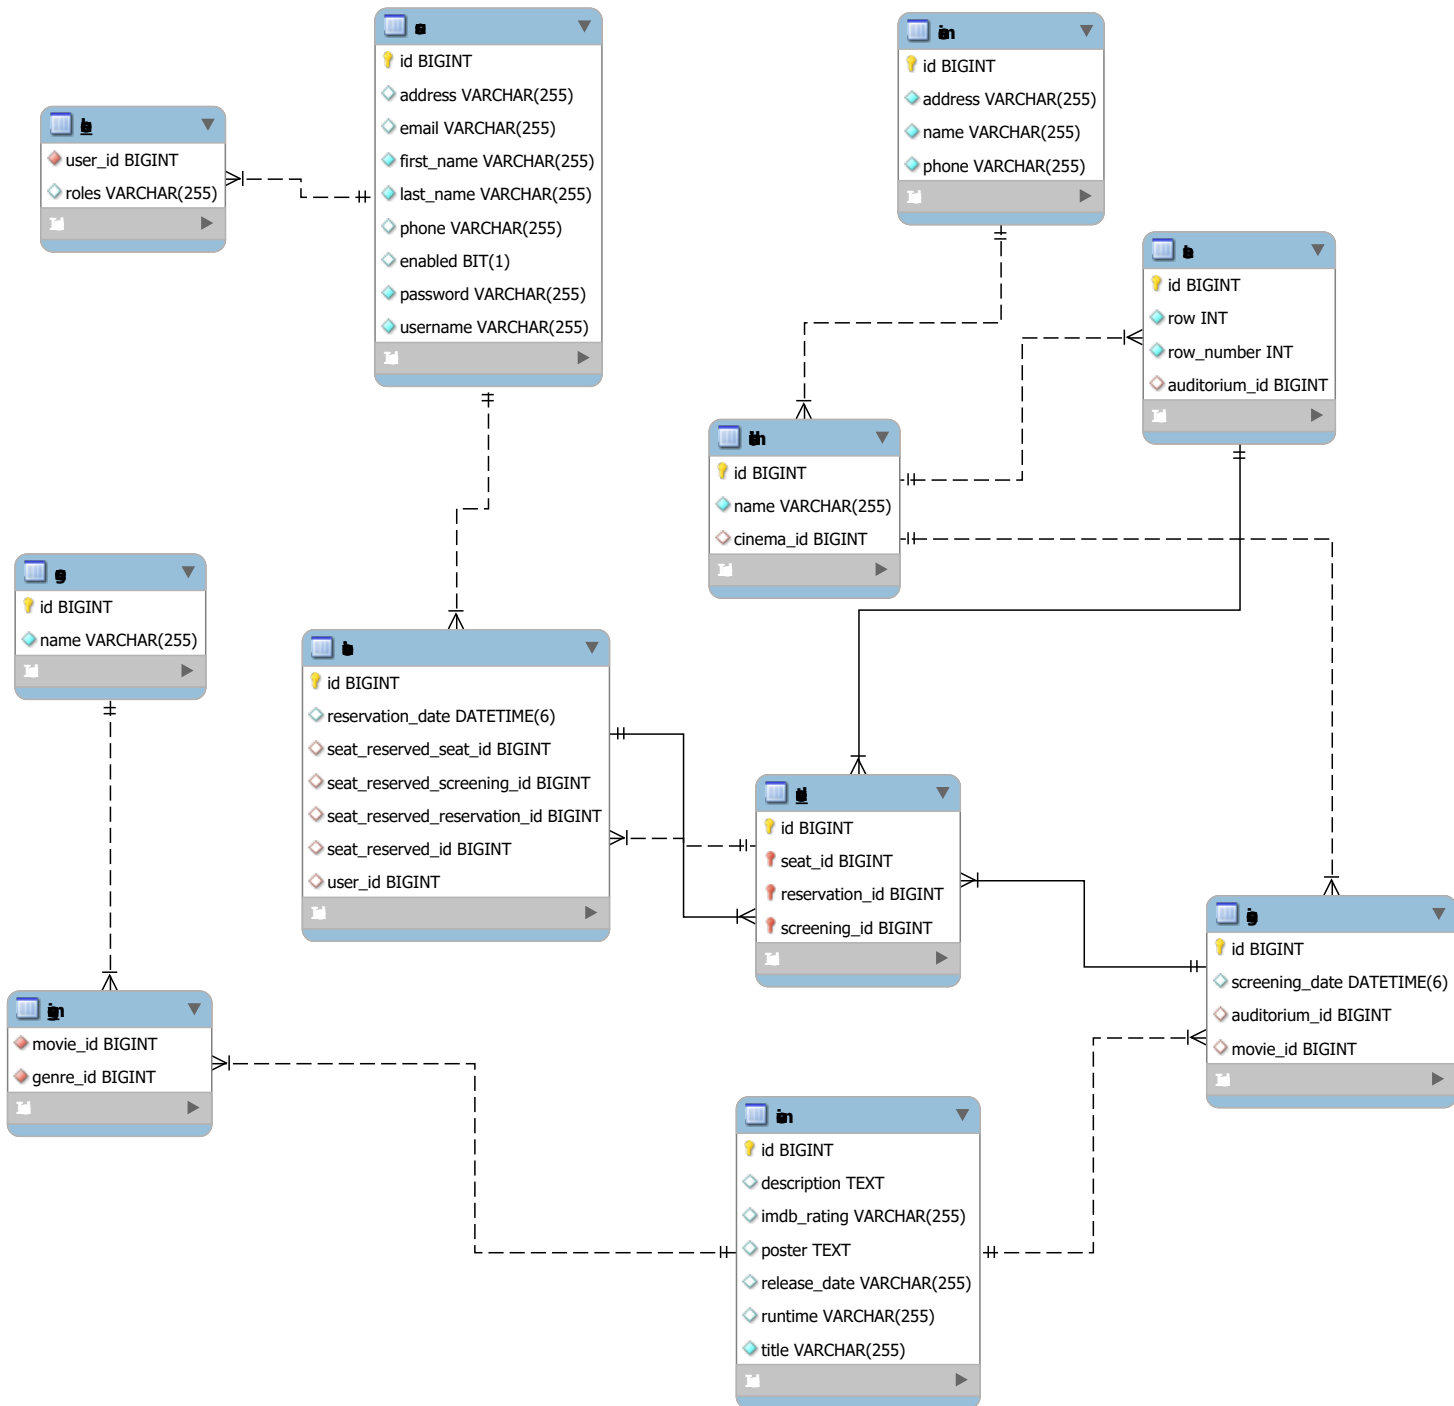 id BIGINT
address VARCHAR(255)
email VARCHAR(255)
first_name VARCHAR(255)
last_name VARCHAR(255)
phone VARCHAR(255)
enabled BIT(1)
password VARCHAR(255)
username VARCHAR(255)
id BIGINT
address VARCHAR(255)
name VARCHAR(255)
phone VARCHAR(255)
user_id BIGINT
roles VARCHAR(255)
id BIGINT
row INT
row_number INT
auditorium_id BIGINT
id BIGINT
name VARCHAR(255)
cinema_id BIGINT
id BIGINT
name VARCHAR(255)
id BIGINT
reservation_date DATETIME(6)
seat_reserved_seat_id BIGINT
seat_reserved_screening_id BIGINT
seat_reserved_reservation_id BIGINT
seat_reserved_id BIGINT
user_id BIGINT
id BIGINT
seat_id BIGINT
reservation_id BIGINT
screening_id BIGINT
id BIGINT
screening_date DATETIME(6)
auditorium_id BIGINT
movie_id BIGINT
movie_id BIGINT
genre_id BIGINT
id BIGINT
description TEXT
imdb_rating VARCHAR(255)
poster TEXT
release_date VARCHAR(255)
runtime VARCHAR(255)
title VARCHAR(255)